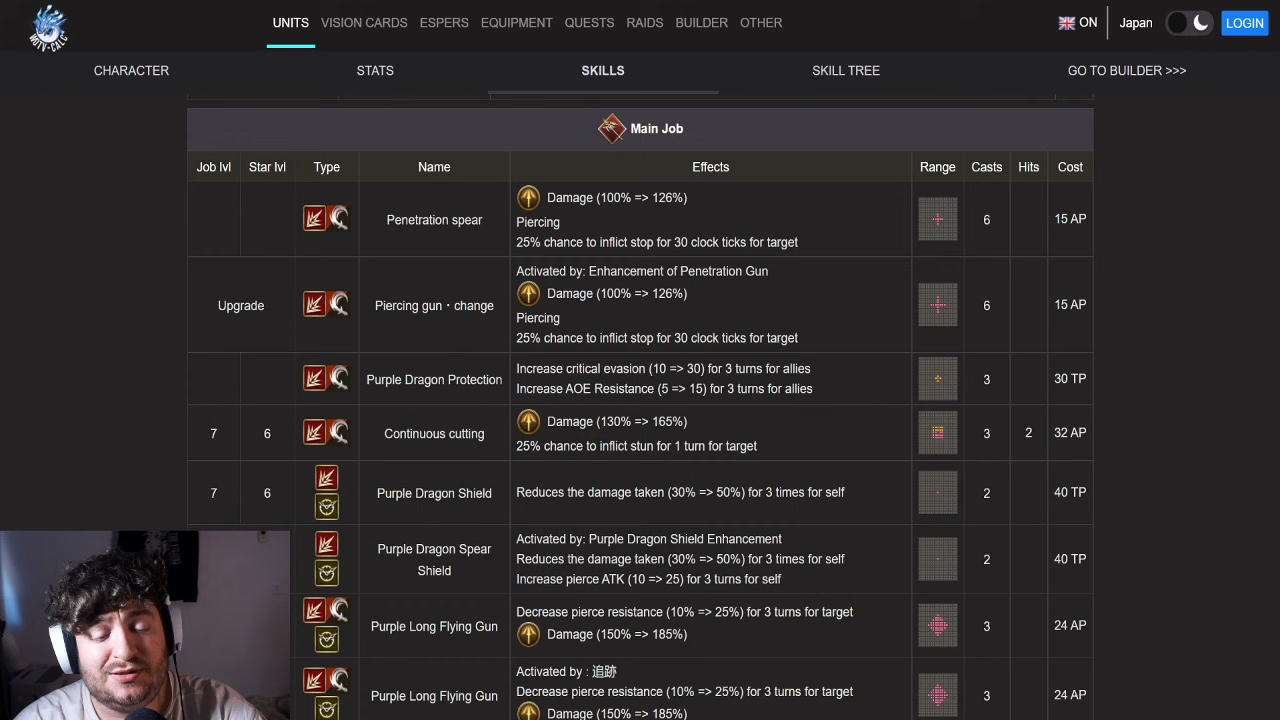 WOTV-CALC
UNITS VISION CARDS ESPERS EQUIPMENT QUESTS RAIDS BUILDER OTHER ON Japan LOGIN
CHARACTER STATS SKILLS SKILL TREE GO TO BUILDER >>>
Main Job
Job lvl Star lvl Type Name Effects Range Casts Hits Cost
Penetration spear
Damage (100% => 126%)
Piercing
25% chance to inflict stop for 30 clock ticks for target
6 15 AP
Upgrade Piercing gun・change
Activated by: Enhancement of Penetration Gun
Damage (100% => 126%)
Piercing
25% chance to inflict stop for 30 clock ticks for target
6 15 AP
Purple Dragon Protection
Increase critical evasion (10 => 30) for 3 turns for allies
Increase AOE Resistance (5 => 15) for 3 turns for allies
3 30 TP
7 6 Continuous cutting
Damage (130% => 165%)
25% chance to inflict stun for 1 turn for target
3 2 32 AP
7 6 Purple Dragon Shield Reduces the damage taken (30% => 50%) for 3 times for self 2 40 TP
Purple Dragon Spear
Shield
Activated by: Purple Dragon Shield Enhancement
Reduces the damage taken (30% => 50%) for 3 times for self
Increase pierce ATK (10 => 25) for 3 turns for self
2 40 TP
Purple Long Flying Gun
Decrease pierce resistance (10% => 25%) for 3 turns for target
Damage (150% => 185%)
3 24 AP
Purple Long Flying Gun
Activated by : 追跡
Decrease pierce resistance (10% => 25%) for 3 turns for target
Damage (150% => 185%)
3 24 AP